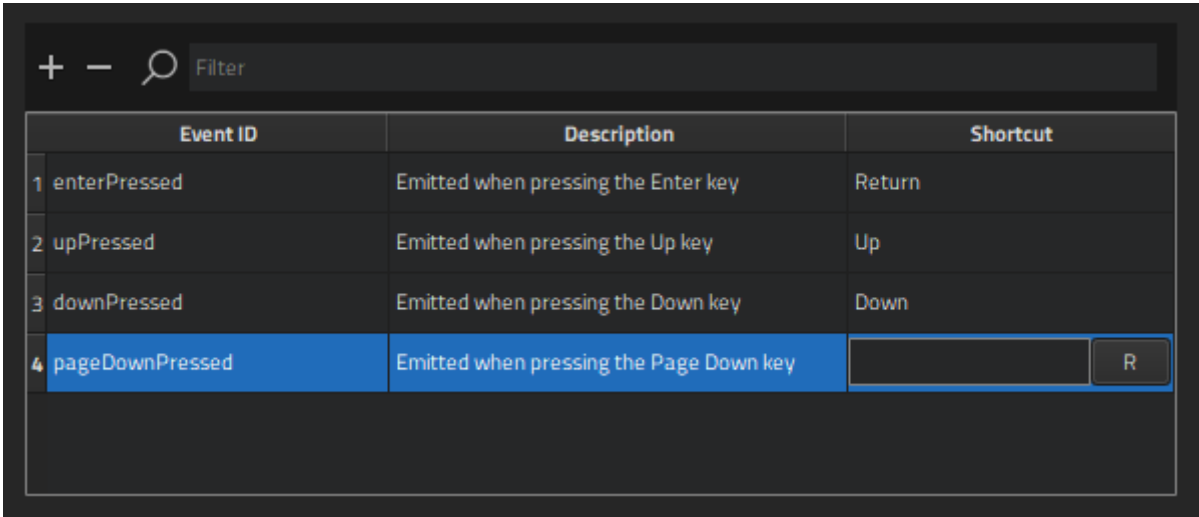 Filter
Event ID Description Shortcut
1 enterPressed Emitted when pressing the Enter key Return
2 upPressed Emitted when pressing the Up key Up
3 downPressed Emitted when pressing the Down key Down
4 pageDownPressed Emitted when pressing the Page Down key R